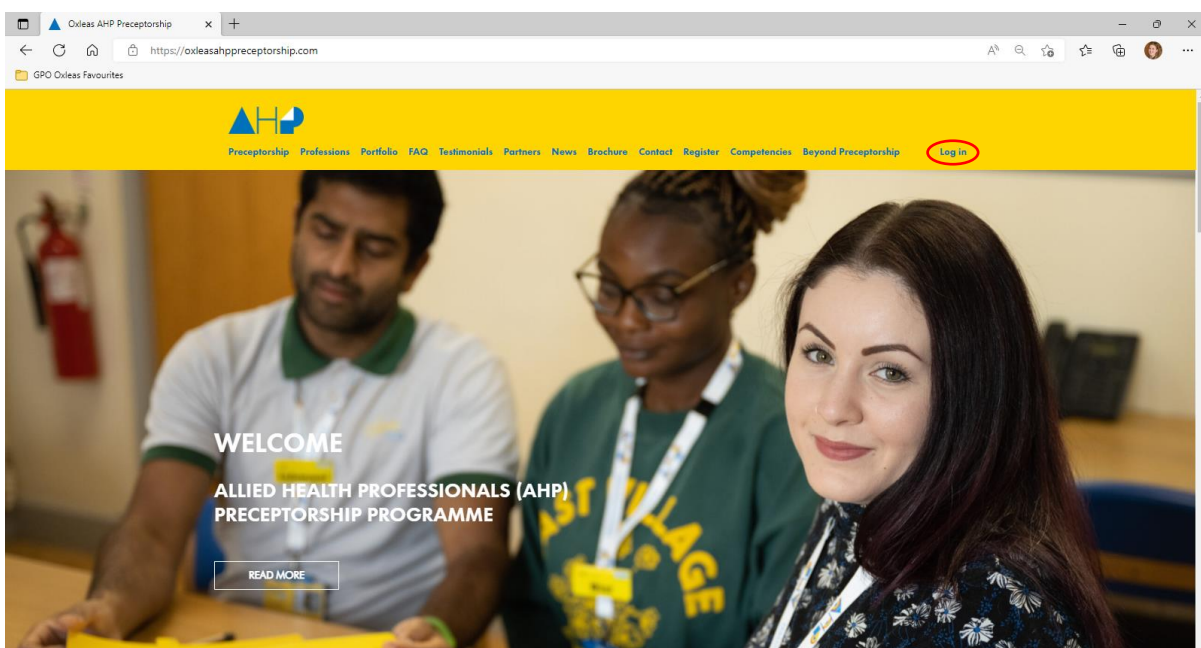 Oxleas AHP Preceptorship
https://oxleasahppreceptorship.com
GPO Oxleas Favourites
AHP
Preceptorship Professions Portfolio FAQ Testimonials Partners News Brochure Contact Register Competencies Beyond Preceptorship Log in
WELCOME
ALLIED HEALTH PROFESSIONALS (AHP)
PRECEPTORSHIP PROGRAMME
READ MORE
VILLAGE